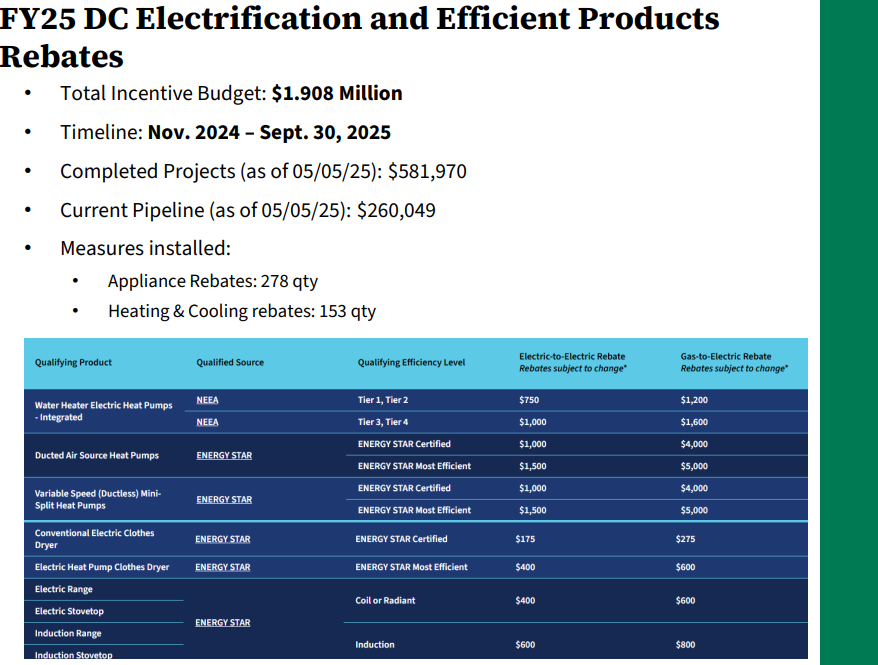 FY25 DC Electrification and Efficient Products
Rebates
• Total Incentive Budget: $1.908 Million
• Timeline: Nov. 2024 – Sept. 30, 2025
• Completed Projects (as of 05/05/25): $581,970
• Current Pipeline (as of 05/05/25): $260,049
• Measures installed:
• Appliance Rebates: 278 qty
• Heating & Cooling rebates: 153 qty
Qualifying Product Qualified Source Qualifying Efficiency Level Electric-to-Electric Rebate Gas-to-Electric Rebate
Rebates subject to change* Rebates subject to change*
Water Heater Electric Heat Pumps
- Integrated
NEEA Tier 1, Tier 2 $750 $1,200
NEEA Tier 3, Tier 4 $1,000 $1,600
Ducted Air Source Heat Pumps ENERGY STAR
ENERGY STAR Certified $1,000 $4,000
ENERGY STAR Most Efficient $1,500 $5,000
Variable Speed (Ductless) Mini-
Split Heat Pumps
ENERGY STAR
ENERGY STAR Certified $1,000 $4,000
ENERGY STAR Most Efficient $1,500 $5,000
Conventional Electric Clothes
Dryer
ENERGY STAR ENERGY STAR Certified $175 $275
Electric Heat Pump Clothes Dryer ENERGY STAR ENERGY STAR Most Efficient $400 $600
Electric Range
Electric Stovetop
Induction Range
Induction Stovetop
ENERGY STAR
Coil or Radiant $400 $600
Induction $600 $800